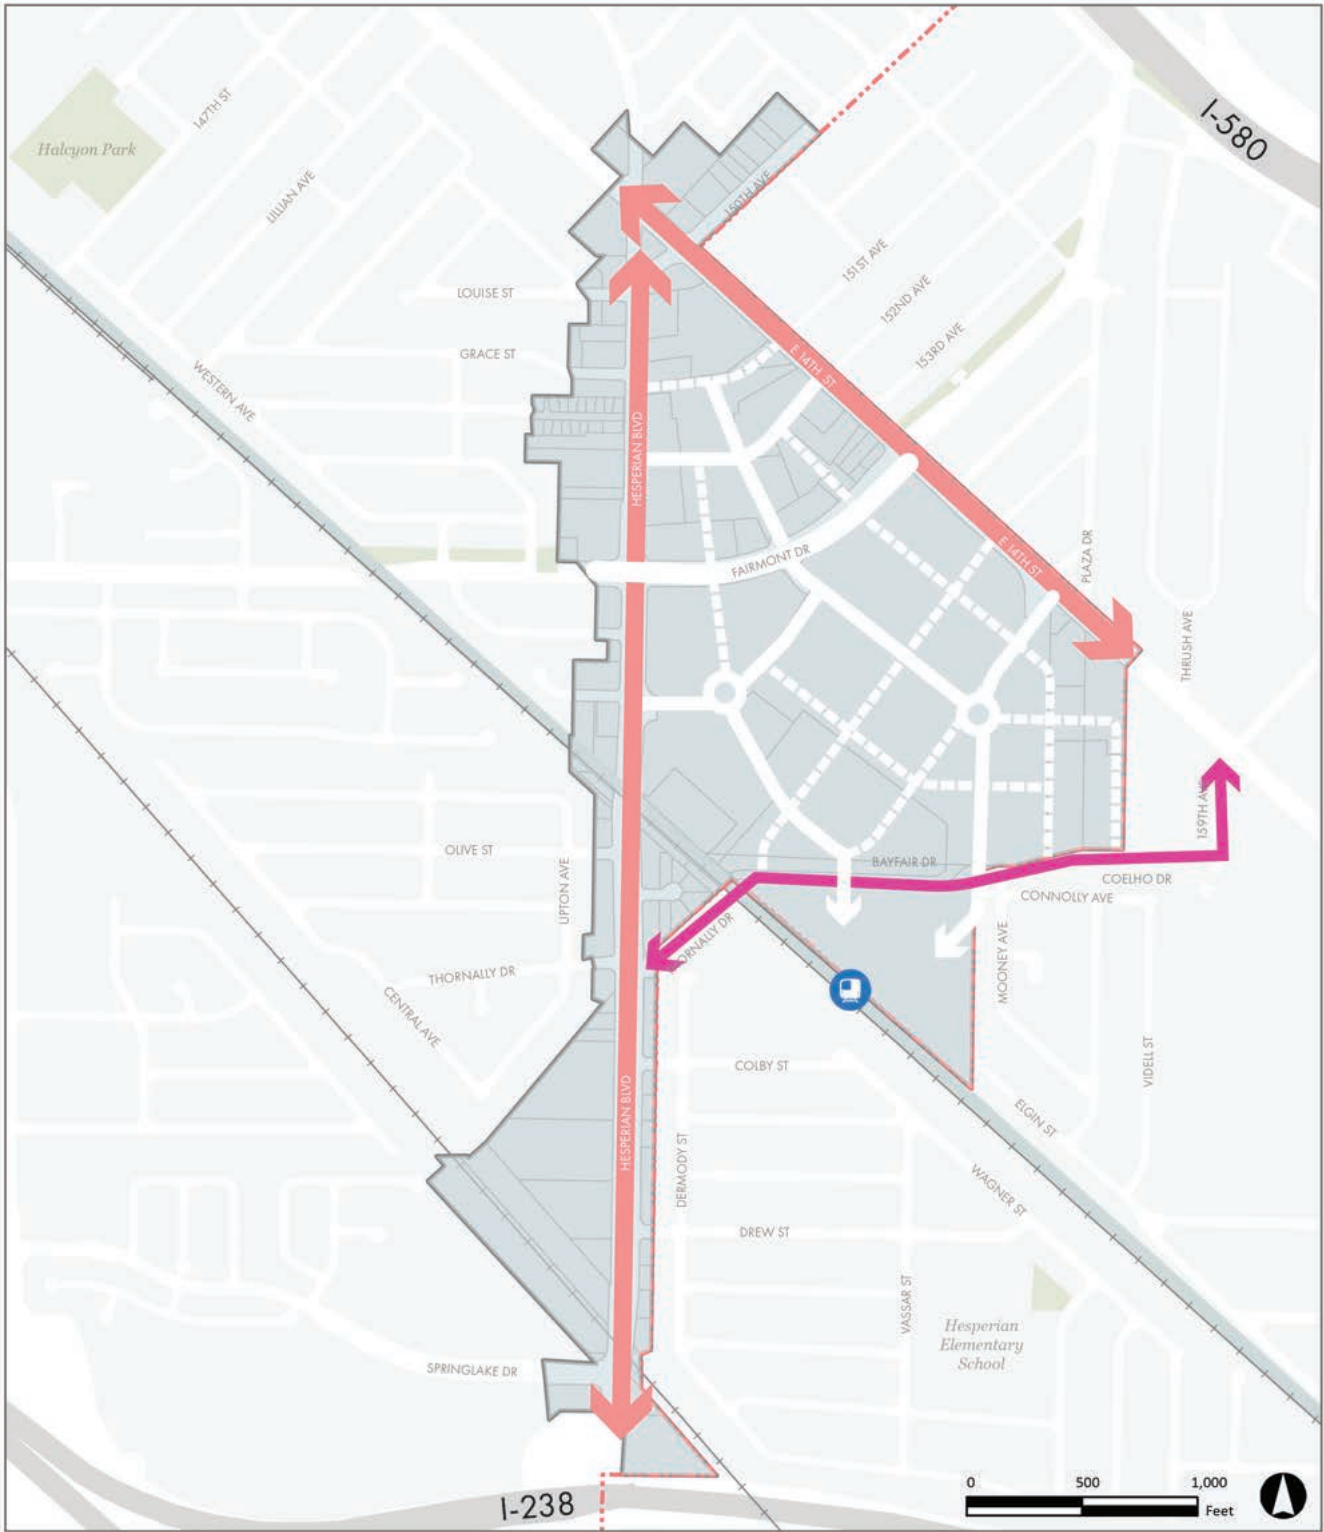 I-580
147TH ST
Halcyon Park
LILLIAN AVE
150TH AVE
151ST AVE
152ND AVE
153RD AVE
LOUISE ST
GRACE ST
WESTERN AVE
E 14TH ST
HESPERIAN BLVD
FAIRMONT DR
E 14TH ST
PLAZA DR
THRUSH AVE
159TH AVE
OLIVE ST
UPTON AVE
BAYFAIR DR
COELHO DR
CONNOLLY AVE
THORNALLY DR
THORNALLY DR
CENTRAL AVE
MOONEY AVE
COLBY ST
VIDELL ST
HESPERIAN BLVD
ELGIN ST
DERMODY ST
WAGNER ST
DREW ST
VASSAR ST
Hesperian
Elementary
School
SPRINGLAKE DR
I-238
0 500 1,000
Feet